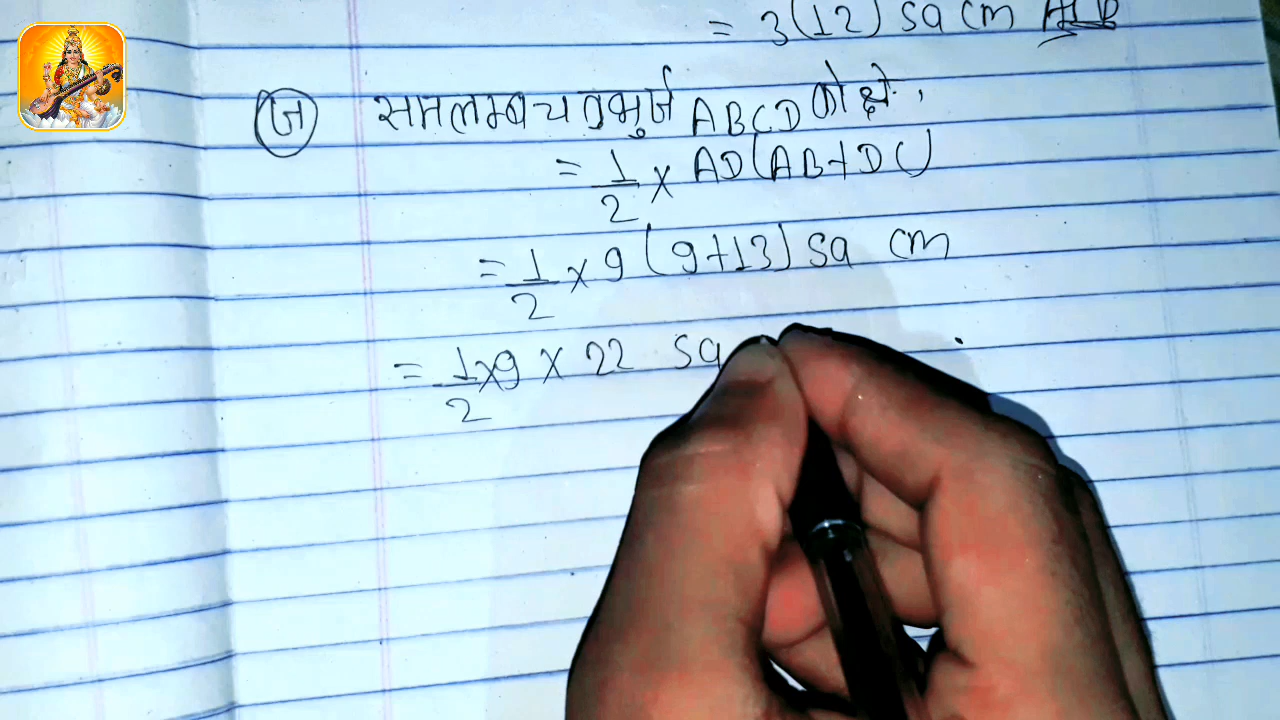 = 3(12) sq cm
ज समलम्ब चतुर्भुज ABCD को क्षे.
= 1/2 × AD(AB+DC)
= 1/2 × 9 (9+13) sq cm
= 1/2 × 9 × 22 sq